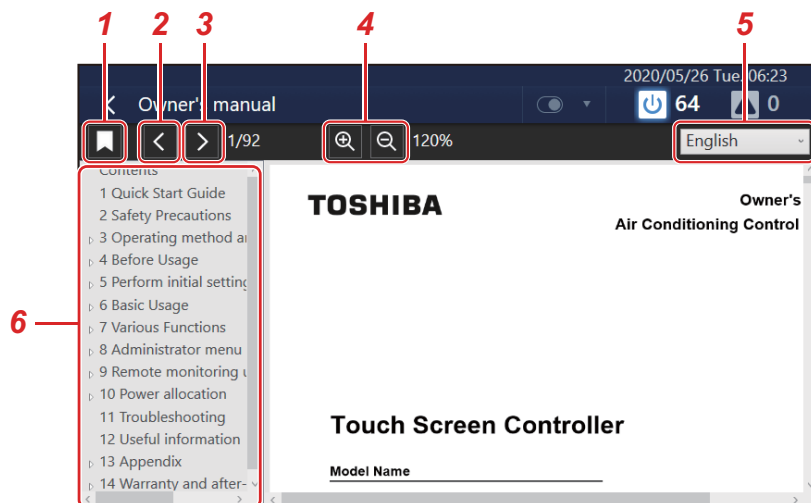 1 2 3 4 5
2020/05/26 Tue. 06:23
Owner's manual
64
0
1/92
120%
English
Contents
1 Quick Start Guide
2 Safety Precautions
3 Operating method a
4 Before Usage
5 Perform initial setting
6 Basic Usage
7 Various Functions
8 Administrator menu
9 Remote monitoring u
10 Power allocation
11 Troubleshooting
12 Useful information
13 Appendix
14 Warranty and after-
6
TOSHIBA
Owner's
Air Conditioning Control
Touch Screen Controller
Model Name